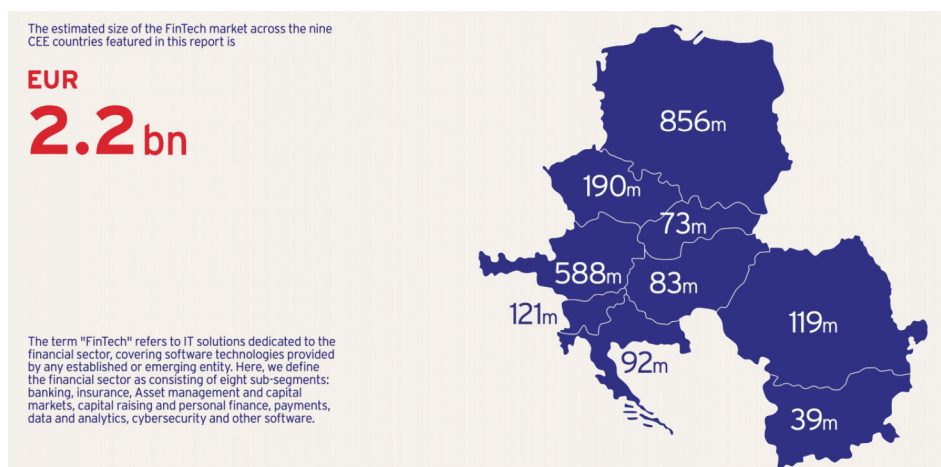 The estimated size of the FinTech market across the nine
CEE countries featured in this report is
EUR
2.2 bn
856m
190m
73m
588m
83m
121m
119m
92m
39m
The term "FinTech" refers to IT solutions dedicated to the
financial sector, covering software technologies provided
by any established or emerging entity. Here, we define
the financial sector as consisting of eight sub-segments:
banking, insurance, Asset management and capital
markets, capital raising and personal finance, payments,
data and analytics, cybersecurity and other software.